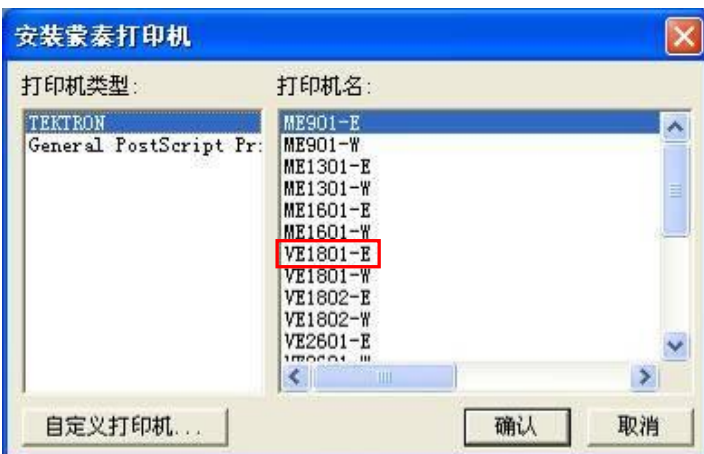 安装蒙泰打印机
打印机类型:
打印机名:
TEKTRON
General PostScript Pr
ME901-E
ME901-W
ME1301-E
ME1301-W
ME1601-E
ME1601-W
VE1801-E
VE1801-W
VE1802-E
VE1802-W
VE2601-E
自定义打印机...
确认
取消